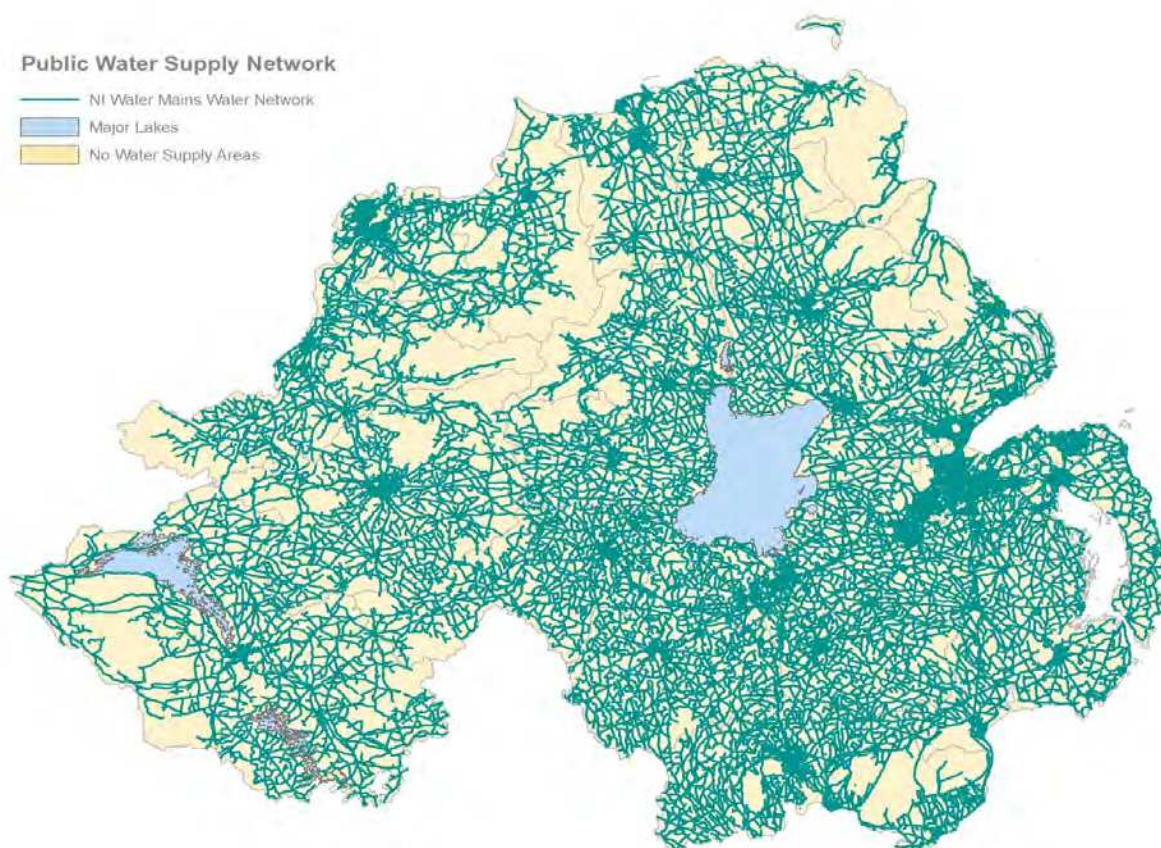 Public Water Supply Network
NI Water Mains Water Network
Major Lakes
No Water Supply Areas